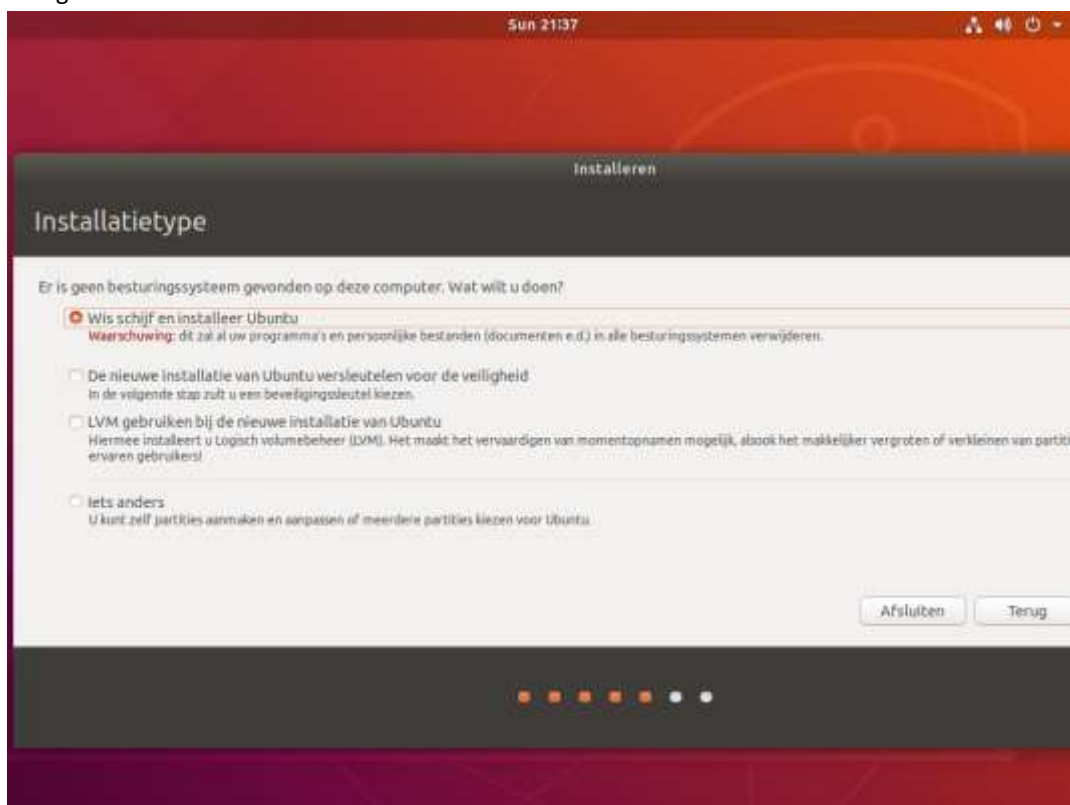 Sun 21:37
Installeren
Installatietype
Er is geen besturingssysteem gevonden op deze computer. Wat wilt u doen?
Wis schijf en installeer Ubuntu
Waarschuwing: dit zal al uw programma's en persoonlijke bestanden (documenten e.d.) in alle besturingssystemen verwijderen.
De nieuwe installatie van Ubuntu versleutelen voor de veiligheid
In de volgende stap zult u een beveiligingssleutel kiezen.
LVM gebruiken bij de nieuwe installatie van Ubuntu
Hiermee installeert u Logisch volumebeheer (LVM). Het maakt het vervaardigen van momentopnamen mogelijk, alsook het makkelijker vergroten of verkleinen van partiti
ervaren gebruikers!
Iets anders
U kunt zelf partities aanmaken en aanpassen of meerdere partities kiezen voor Ubuntu.
Afsluiten
Terug